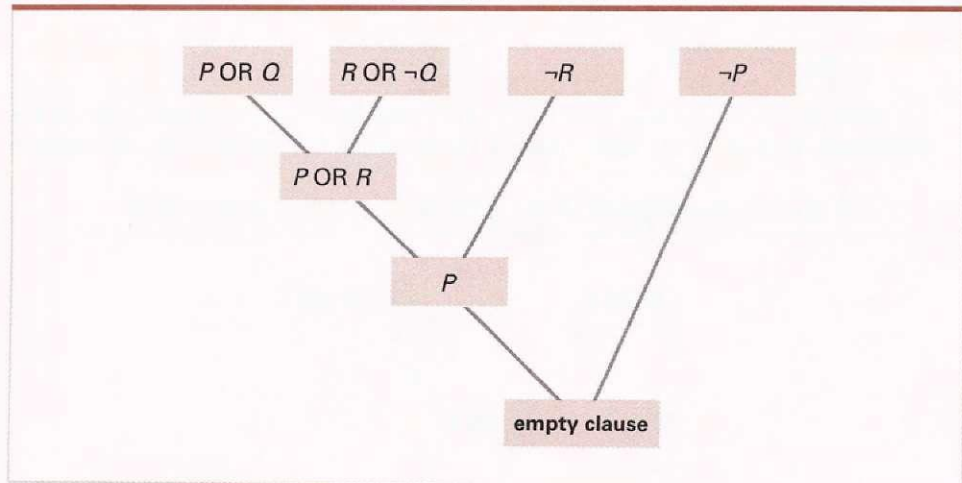 P OR Q
R OR ¬Q
¬R
¬P
P OR R
P
empty clause